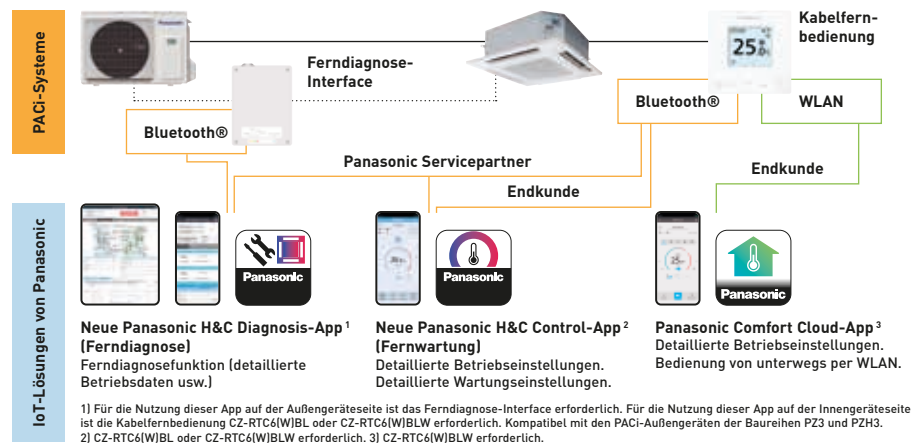 PACi-Systeme
Panasonic
Ferndiagnose-
Interface
Kabelfern-
bedienung
25
Bluetooth®
Bluetooth®
WLAN
Panasonic Servicepartner
Endkunde
Endkunde
IoT-Lösungen von Panasonic
Panasonic
Panasonic
Panasonic
Neue Panasonic H&C Diagnosis-App 1
(Ferndiagnose)
Ferndiagnosefunktion (detaillierte
Betriebsdaten usw.)
Neue Panasonic H&C Control-App 2
(Fernwartung)
Detaillierte Betriebseinstellungen.
Detaillierte Wartungseinstellungen.
Panasonic Comfort Cloud-App 3
Detaillierte Betriebseinstellungen.
Bedienung von unterwegs per WLAN.
1) Für die Nutzung dieser App auf der Außengeräteseite ist das Ferndiagnose-Interface erforderlich. Für die Nutzung dieser App auf der Innengeräteseite
ist die Kabelfernbedienung CZ-RTC6(W)BL oder CZ-RTC6(W)BLW erforderlich. Kompatibel mit den PACi-Außengeräten der Baureihen PZ3 und PZH3.
2) CZ-RTC6(W)BL oder CZ-RTC6(W)BLW erforderlich. 3) CZ-RTC6(W)BLW erforderlich.